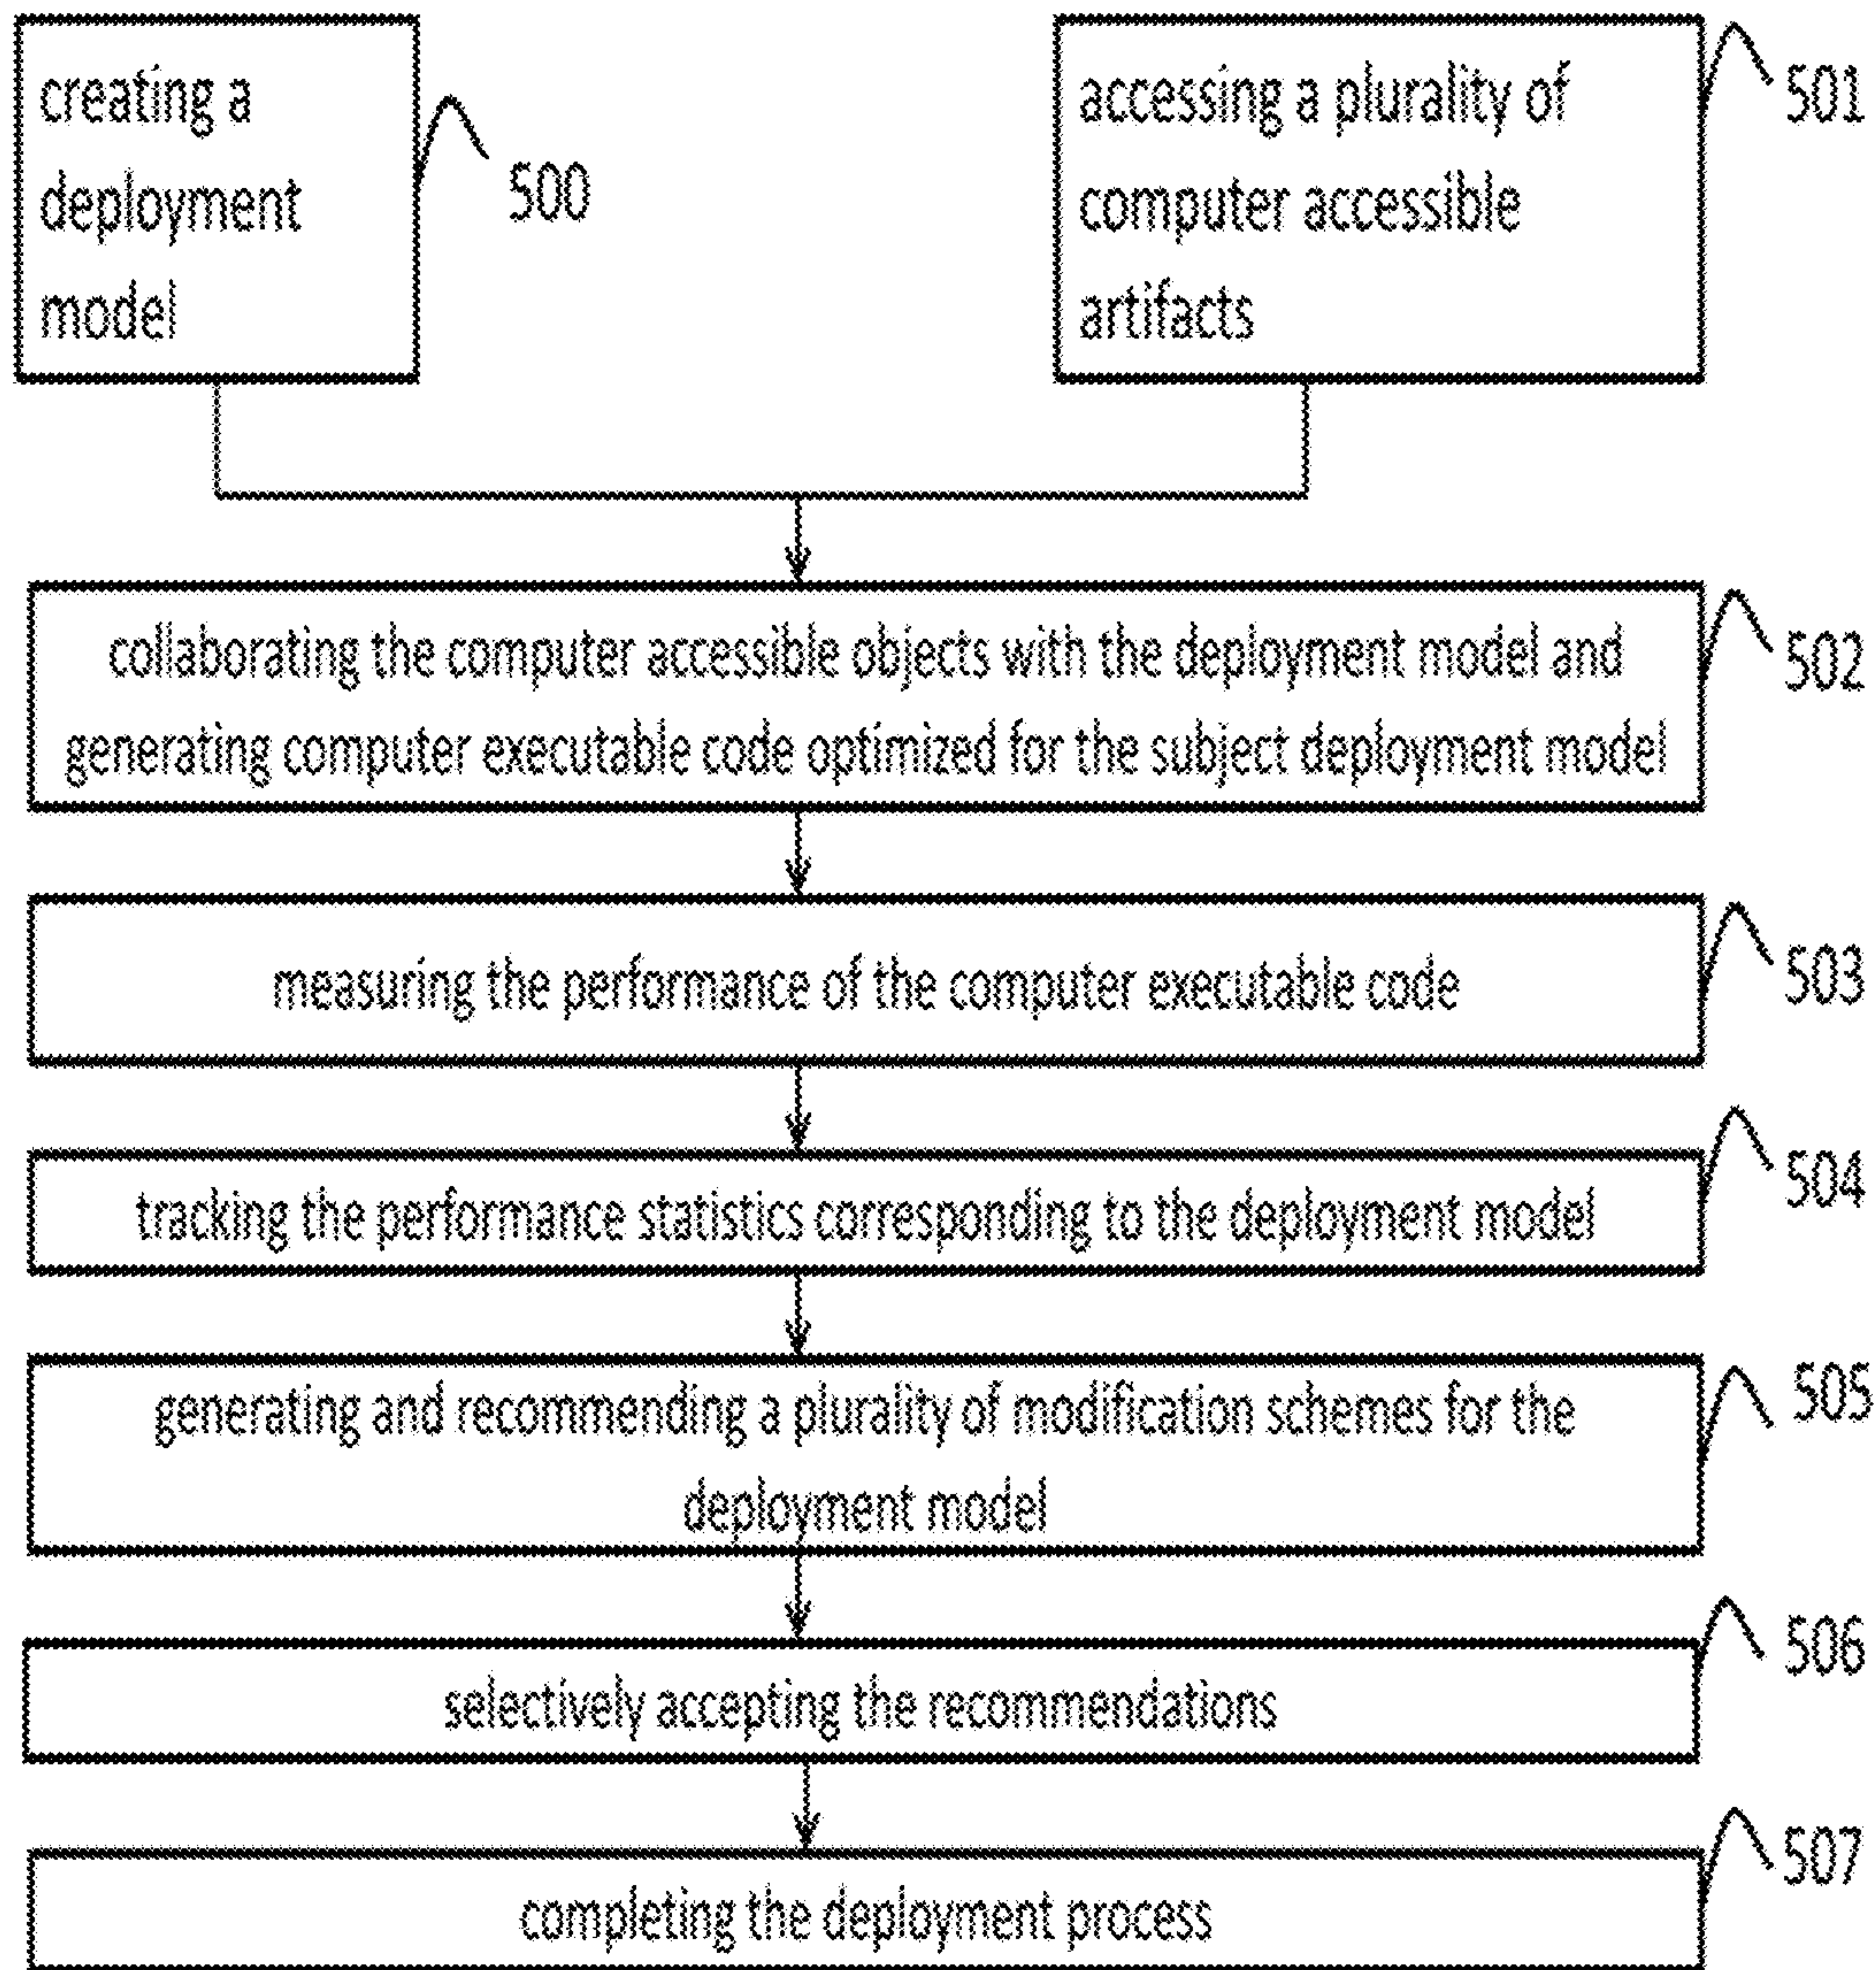 creating a
deployment
model
500
accessing a plurality of
computer accessible
artifacts
501
collaborating the computer accessible objects with the deployment model and
generating computer executable code optimized for the subject deployment model
502
measuring the performance of the computer executable code
503
tracking the performance statistics corresponding to the deployment model
504
generating and recommending a plurality of modification schemes for the
deployment model
505
selectively accepting the recommendations
506
completing the deployment process
507